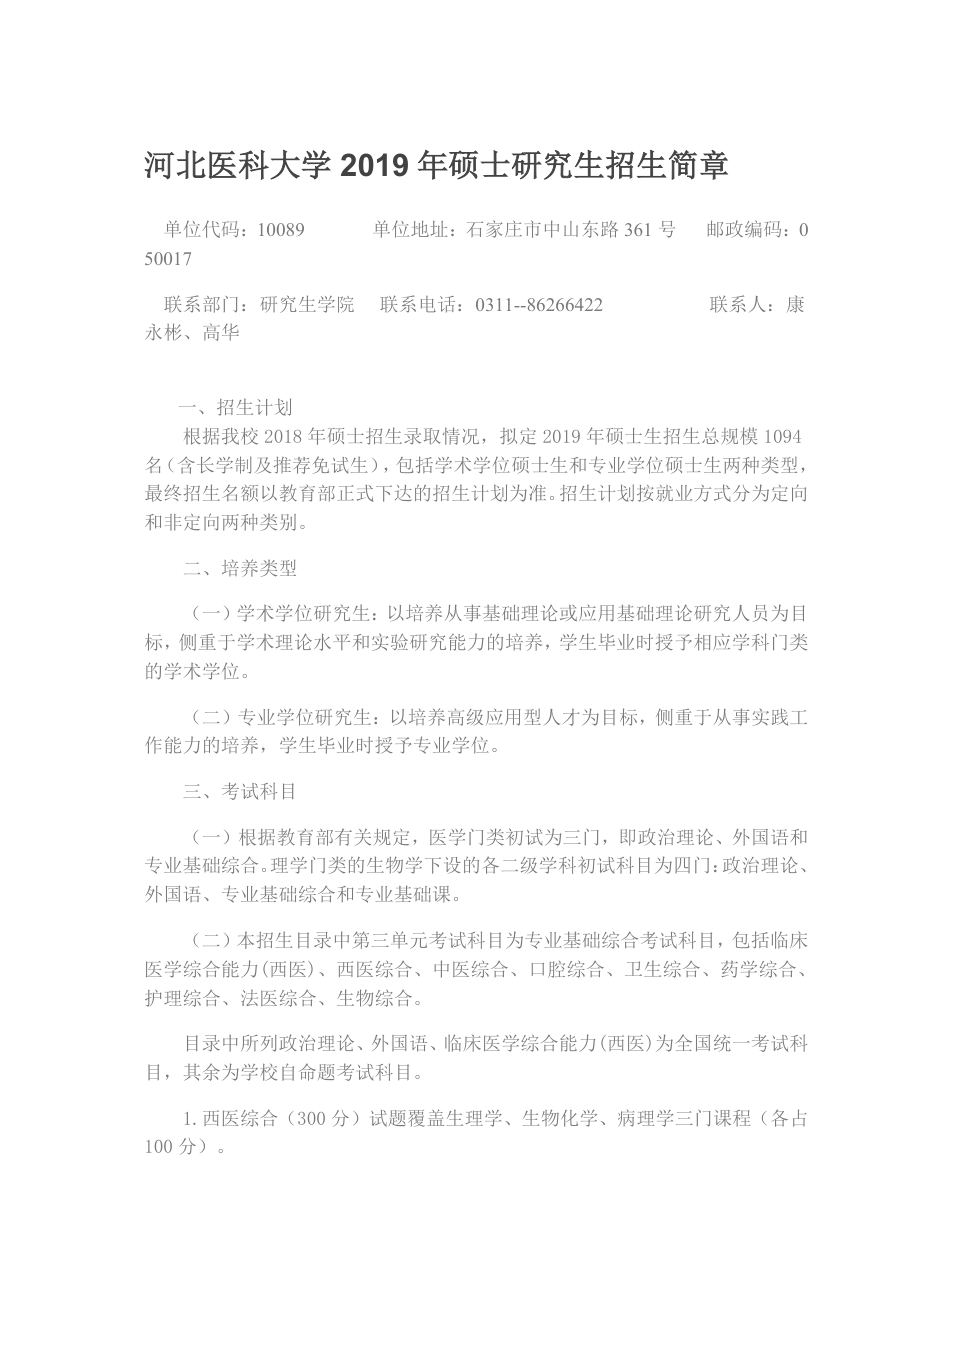 河北医科大学 2019 年硕士研究生招生简章
单位代码：10089 单位地址：石家庄市中山东路 361 号 邮政编码：0
50017
联系部门：研究生学院 联系电话：0311--86266422 联系人：康
永彬、高华
一、招生计划
根据我校 2018 年硕士招生录取情况，拟定 2019 年硕士生招生总规模 1094
名（含长学制及推荐免试生），包括学术学位硕士生和专业学位硕士生两种类型，
最终招生名额以教育部正式下达的招生计划为准。招生计划按就业方式分为定向
和非定向两种类别。
二、培养类型
（一）学术学位研究生：以培养从事基础理论或应用基础理论研究人员为目
标，侧重于学术理论水平和实验研究能力的培养，学生毕业时授予相应学科门类
的学术学位。
（二）专业学位研究生：以培养高级应用型人才为目标，侧重于从事实践工
作能力的培养，学生毕业时授予专业学位。
三、考试科目
（一）根据教育部有关规定，医学门类初试为三门，即政治理论、外国语和
专业基础综合。理学门类的生物学下设的各二级学科初试科目为四门：政治理论、
外国语、专业基础综合和专业基础课。
（二）本招生目录中第三单元考试科目为专业基础综合考试科目，包括临床
医学综合能力(西医)、西医综合、中医综合、口腔综合、卫生综合、药学综合、
护理综合、法医综合、生物综合。
目录中所列政治理论、外国语、临床医学综合能力(西医)为全国统一考试科
目，其余为学校自命题考试科目。
1.西医综合（300 分）试题覆盖生理学、生物化学、病理学三门课程（各占
100 分）。